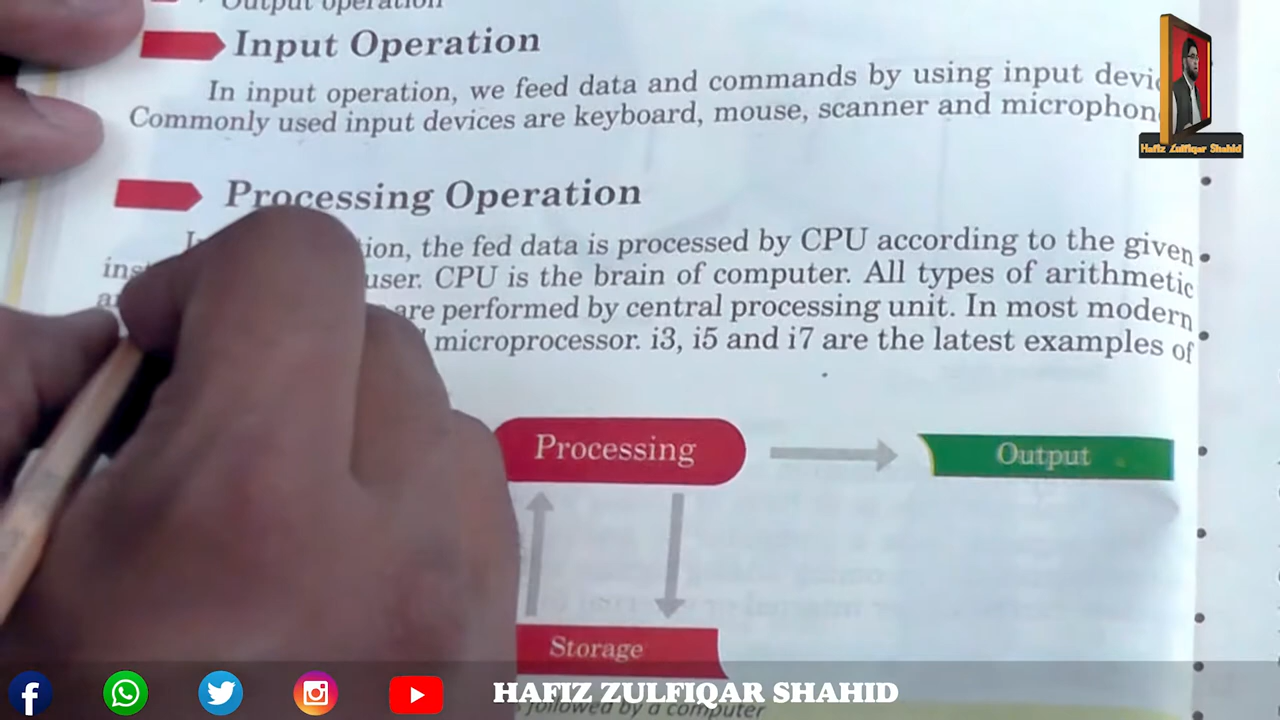 Output operation
Input Operation
In input operation, we feed data and commands by using input
Commonly used input devices are keyboard, mouse, scanner and
Hafiz Zulfiqar Shahid
Processing Operation
the fed data is processed by CPU according to the given
user. CPU is the brain of computer. All types of arithmetic
are performed by central processing unit. In most modern
microprocessor. i3, i5 and i7 are the latest examples of
Processing
Output
Storage
HAFIZ ZULFIQAR SHAHID
followed by a computer